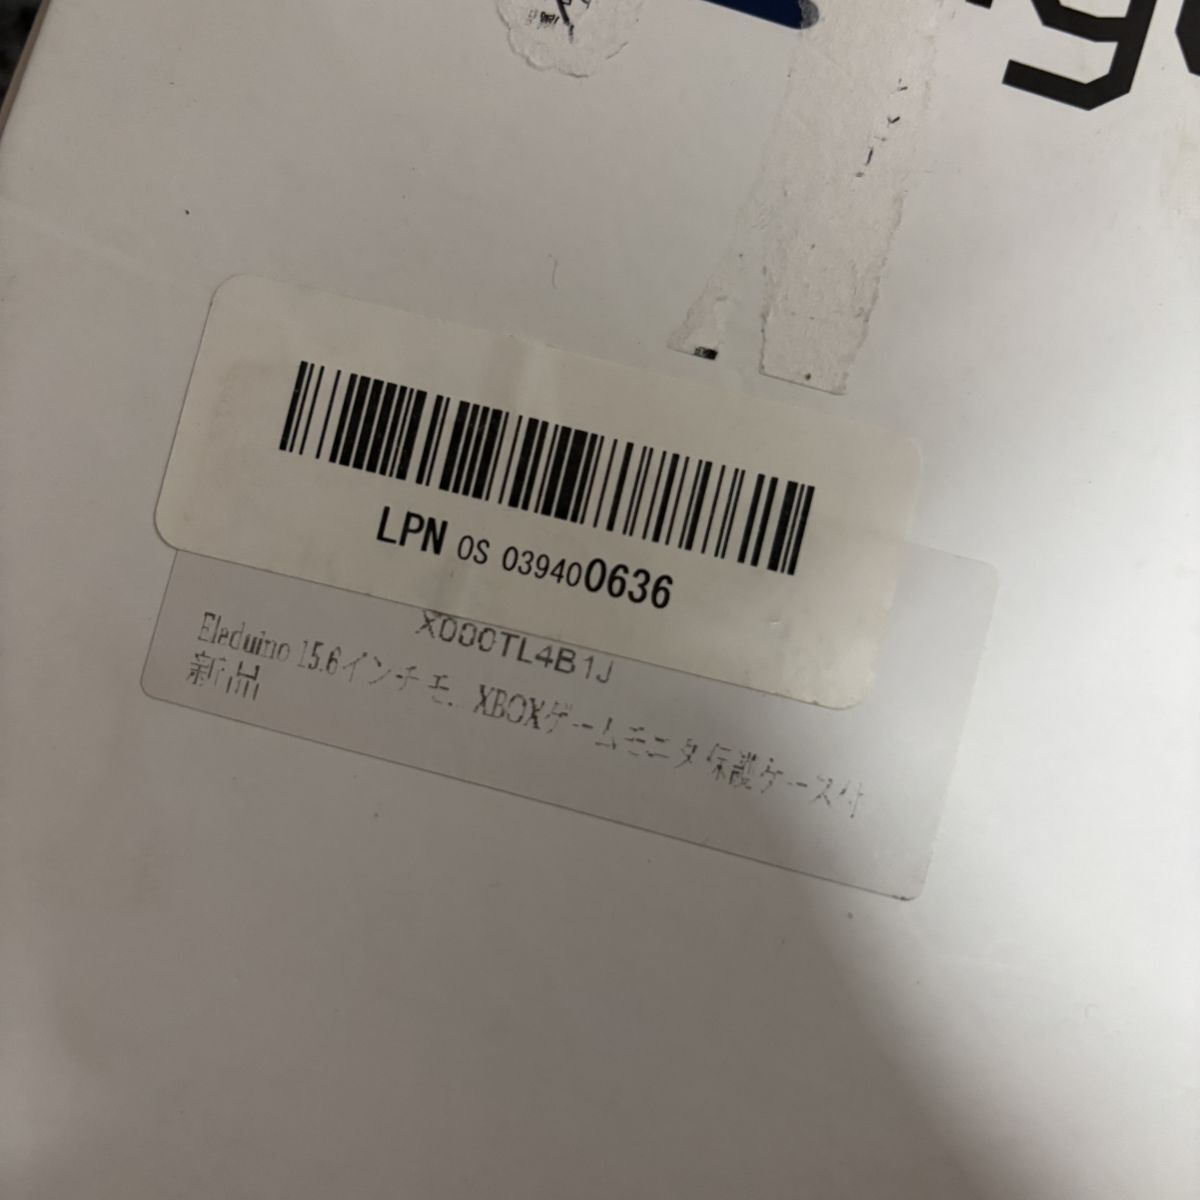 LPN OS 039400636
X000TL4B1J
Eleduino 15.6インチ モ... XBOXゲームモニタ 保護ケース付
新品